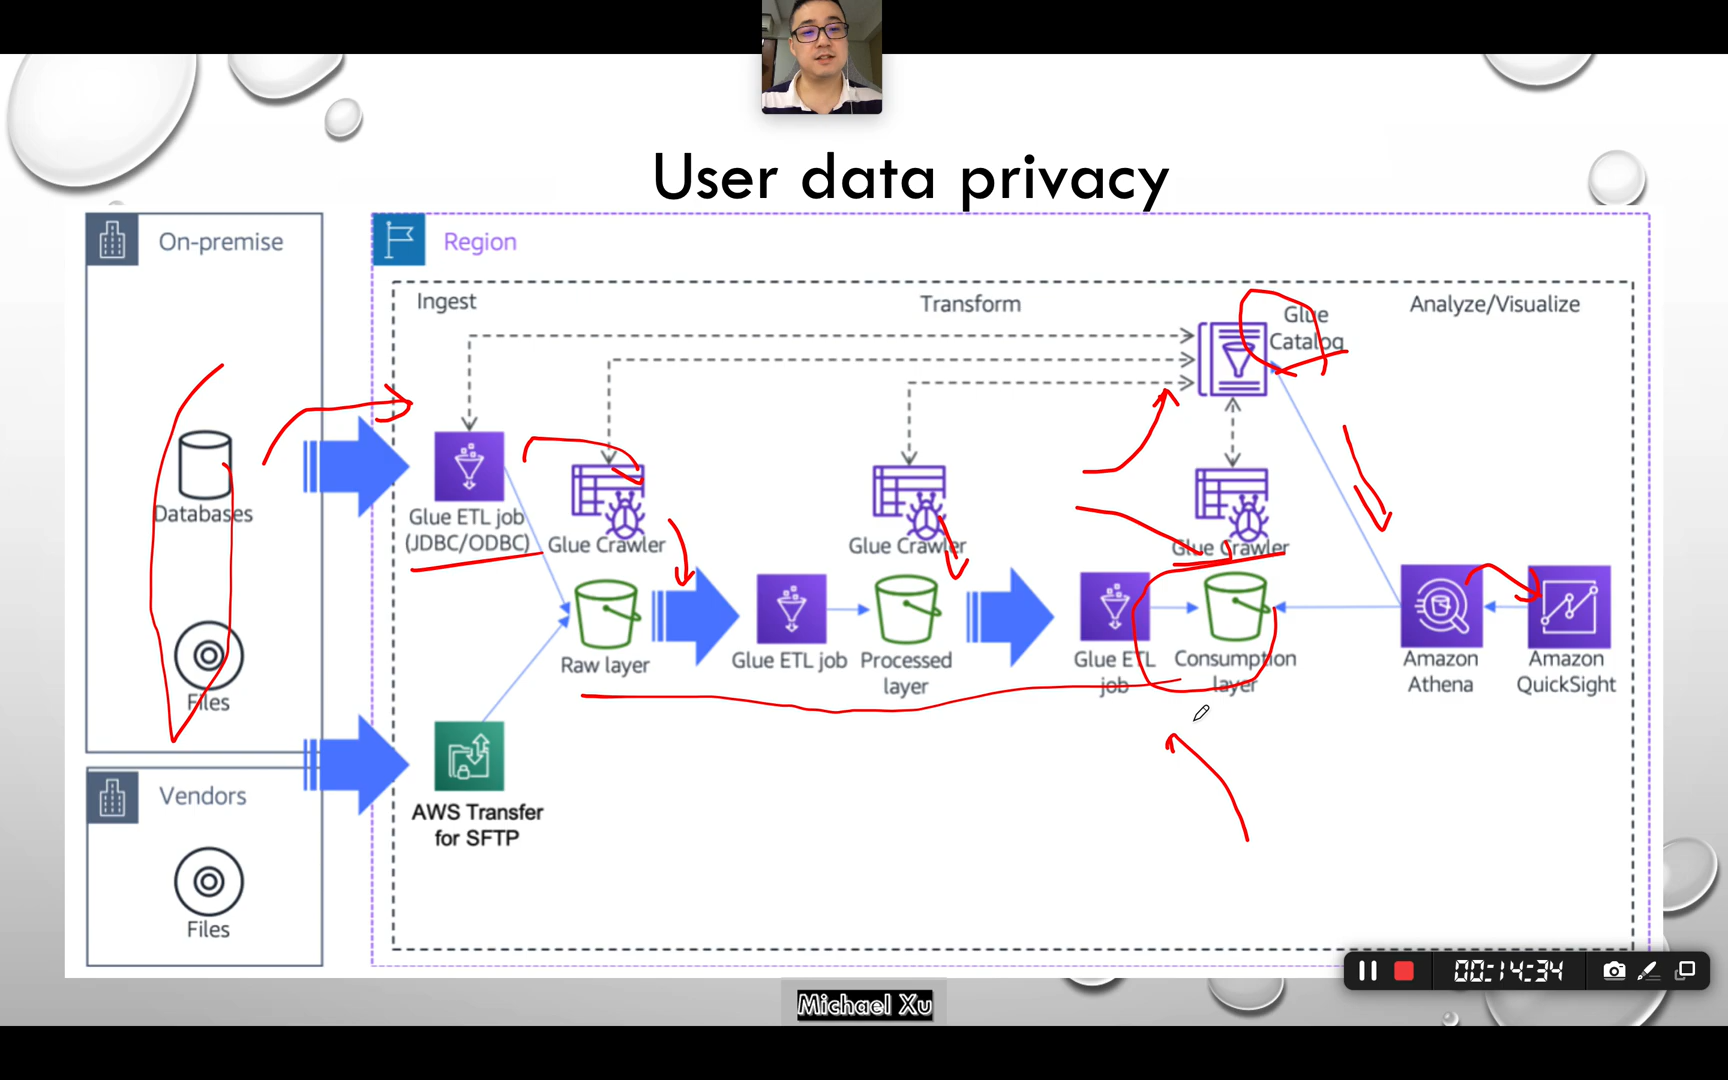 User data privacy
On-premise
Region
Ingest
Transform
Analyze/Visualize
Glue
Catalog
Databases
Glue ETL job
(JDBC/ODBC)
Glue Crawler
Glue Crawler
Glue Crawler
Files
Raw layer
Glue ETL job
Processed
layer
Glue ETL
job
Consumption
layer
Amazon
Athena
Amazon
QuickSight
Vendors
AWS Transfer
for SFTP
Files
00:14:34
Michael Xu